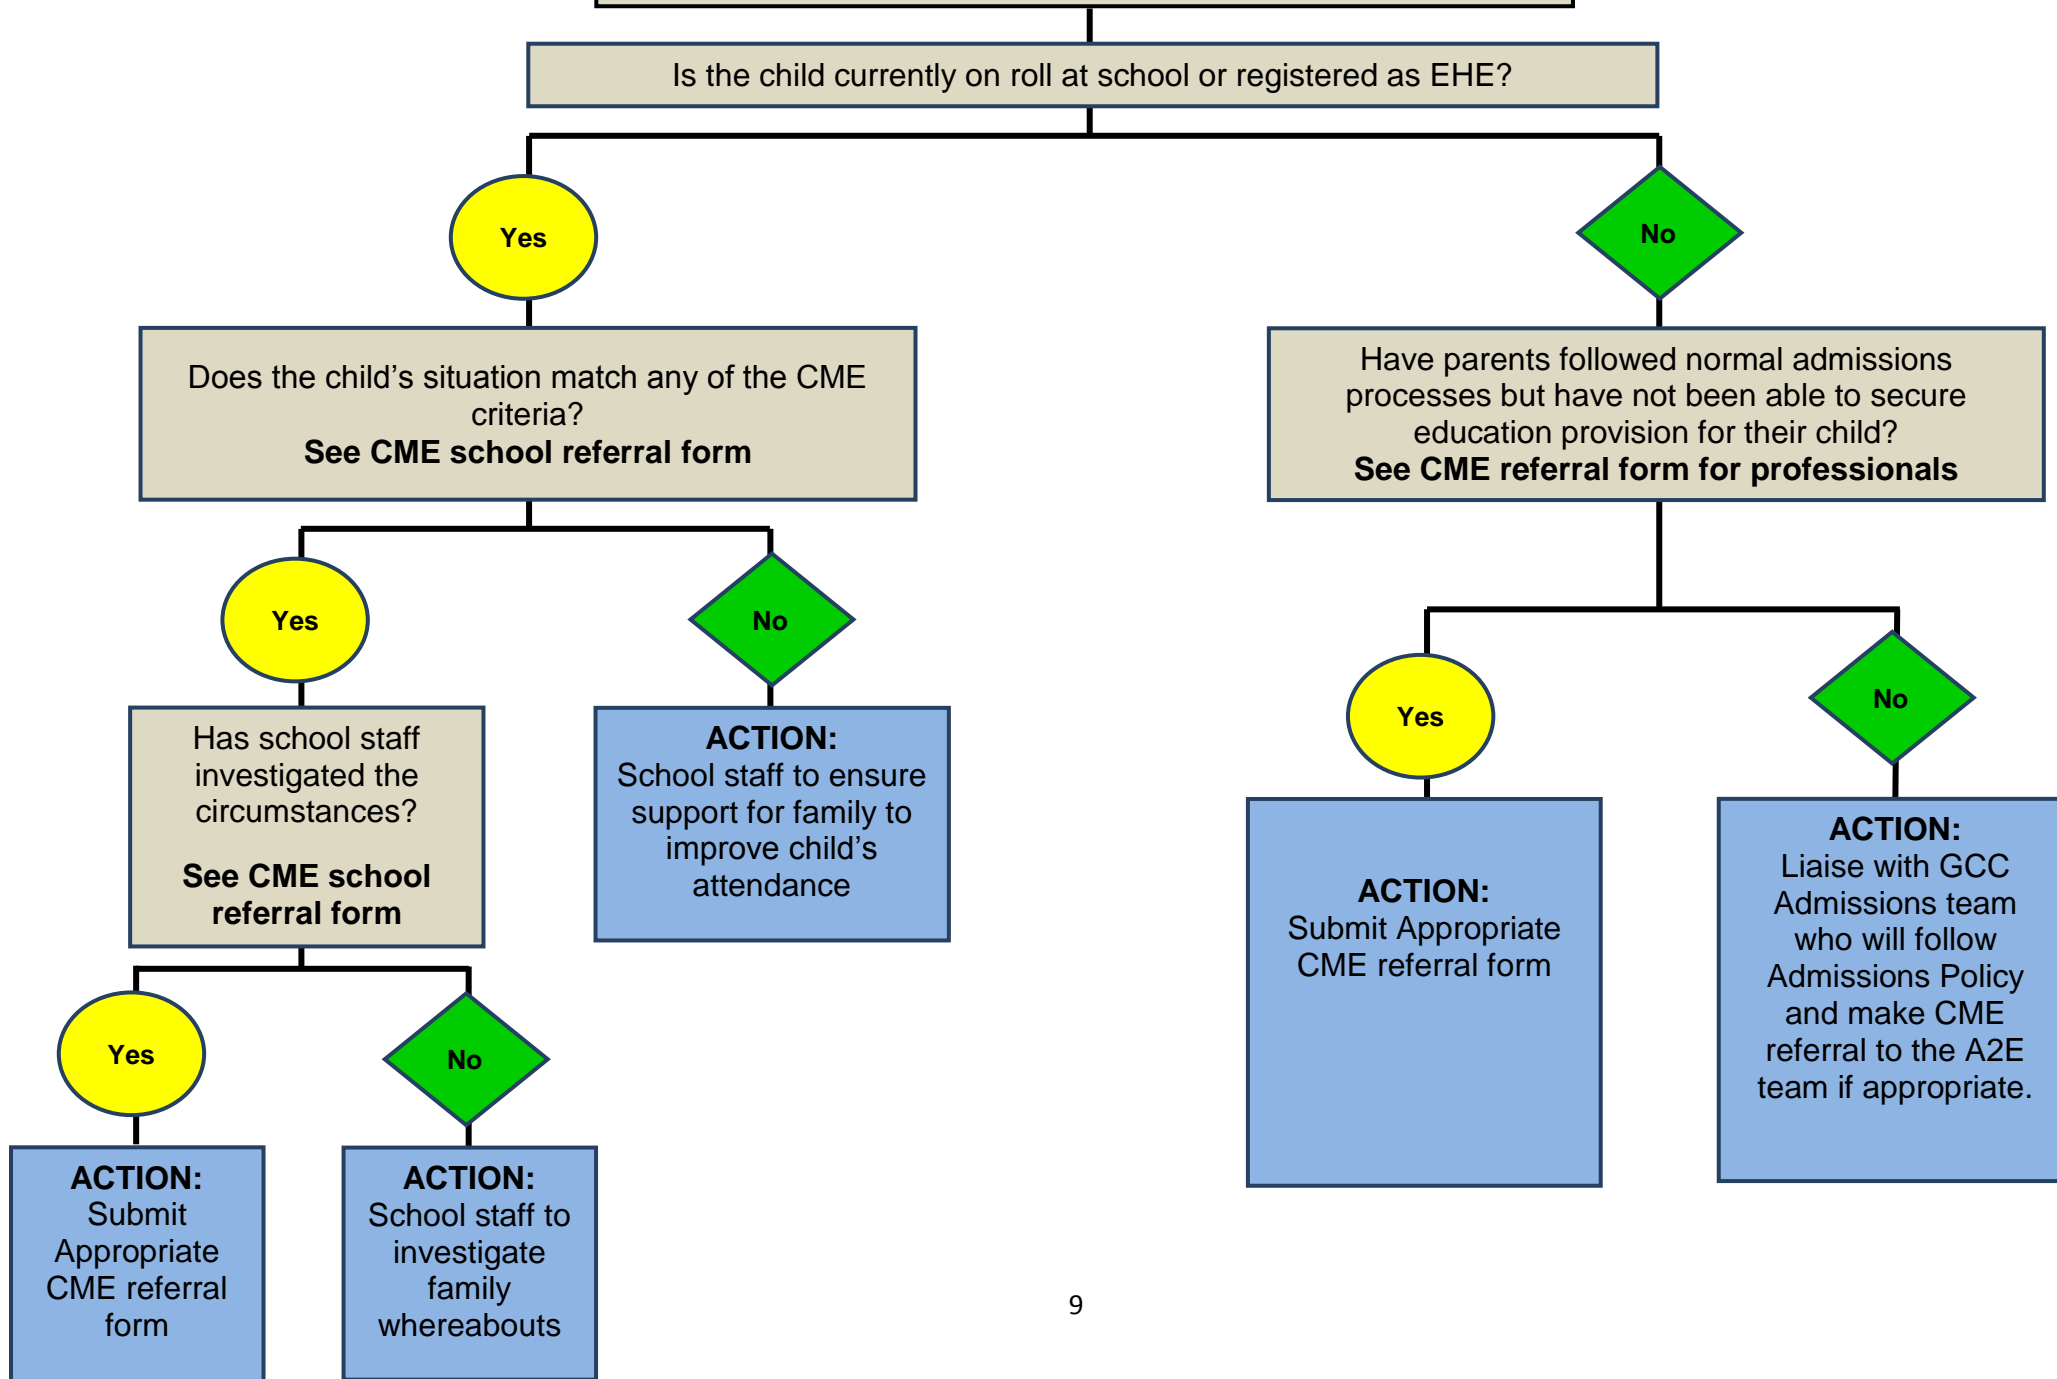 Is the child currently on roll at school or registered as EHE?
Yes
No
Does the child’s situation match any of the CME
criteria?
See CME school referral form
Have parents followed normal admissions
processes but have not been able to secure
education provision for their child?
See CME referral form for professionals
Yes
No
Yes
No
Has school staff
investigated the
circumstances?
See CME school
referral form
ACTION:
School staff to ensure
support for family to
improve child’s
attendance
ACTION:
Submit Appropriate
CME referral form
ACTION:
Liaise with GCC
Admissions team
who will follow
Admissions Policy
and make CME
referral to the A2E
team if appropriate.
Yes
No
ACTION:
Submit
Appropriate
CME referral
form
ACTION:
School staff to
investigate
family
whereabouts
9